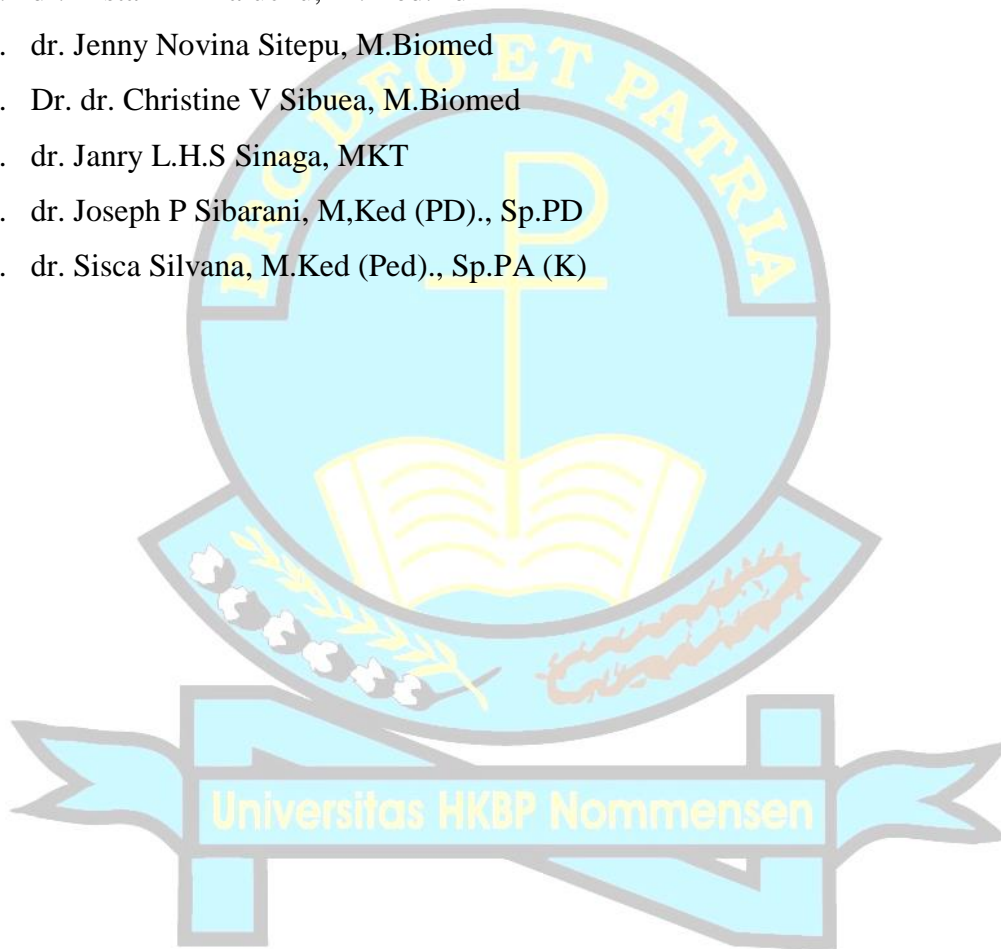 . dr. Jenny Novina Sitepu, M.Biomed
. Dr. dr. Christine V Sibuea, M.Biomed
. dr. Janry L.H.S Sinaga, MKT
. dr. Joseph P Sibarani, M,Ked (PD)., Sp.PD
. dr. Sisca Silvana, M.Ked (Ped)., Sp.PA (K)
PRO DEO ET PATRIA
Universitas HKBP Nommensen